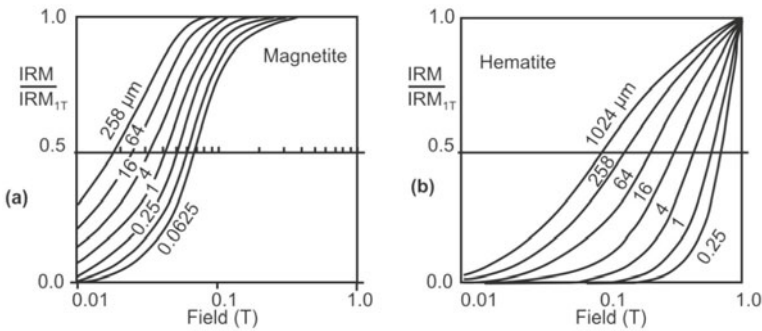 1.0
Magnetite
IRM
IRM1T
258 µm
64
0.5
16
4
1
0.25
0.0625
(a)
0.0
0.01
0.1
1.0
Field (T)
1.0
Hematite
IRM
IRM1T
1024 µm
0.5
258
64
16
4
1
0.25
(b)
0.0
0.01
0.1
1.0
Field (T)